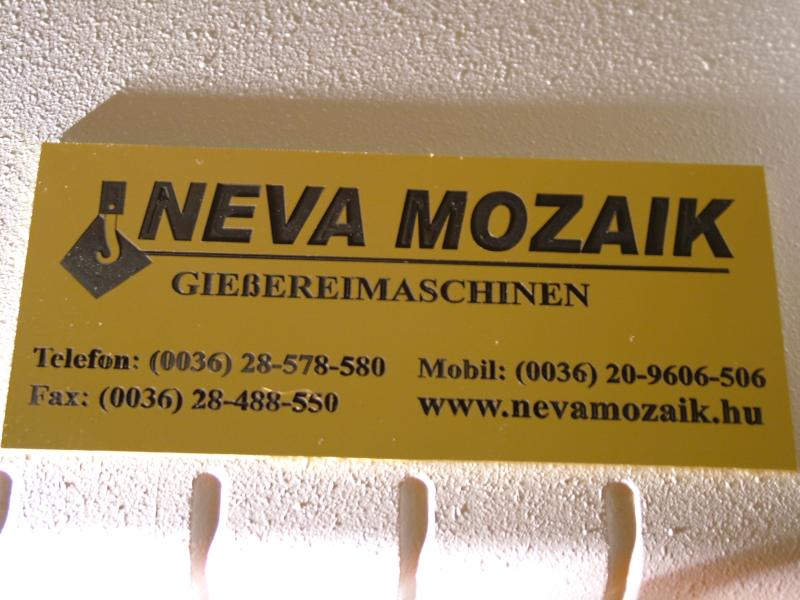 NEVA MOZAIK
GIEßEREIMASCHINEN
Telefon: (0036) 28-578-580
Mobil: (0036) 20-9606-506
Fax: (0036) 28-488-550
www.nevamozaik.hu